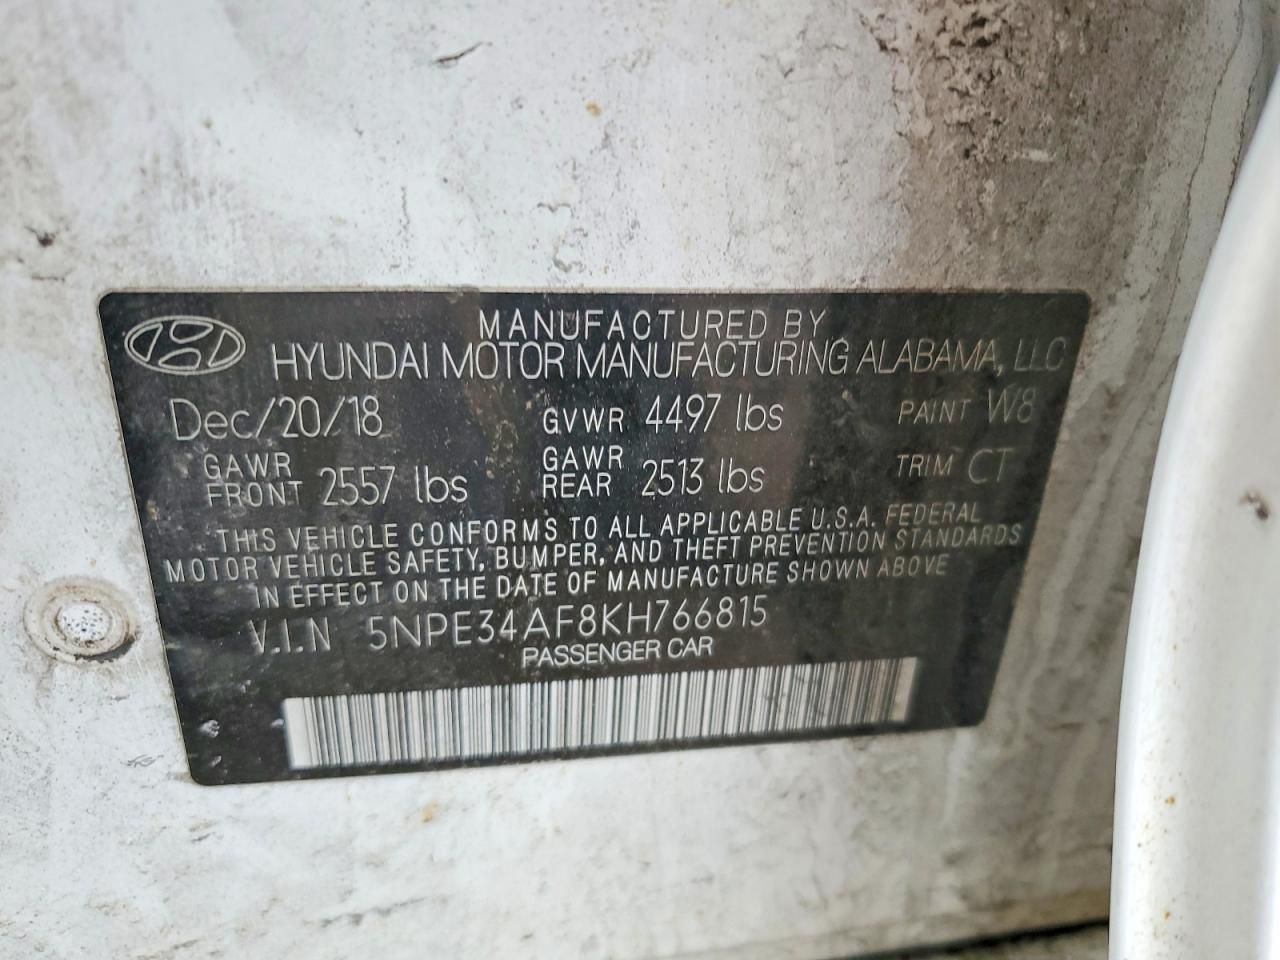 MANUFACTURED BY
HYUNDAI MOTOR MANUFACTURING ALABAMA, LLC
Dec/20/18 GVWR 4497 lbs PAINT W8
GAWR FRONT 2557 lbs GAWR REAR 2513 lbs TRIM CT
THIS VEHICLE CONFORMS TO ALL APPLICABLE U.S.A. FEDERAL
MOTOR VEHICLE SAFETY, BUMPER, AND THEFT PREVENTION STANDARDS
IN EFFECT ON THE DATE OF MANUFACTURE SHOWN ABOVE
V.I.N 5NPE34AF8KH766815
PASSENGER CAR